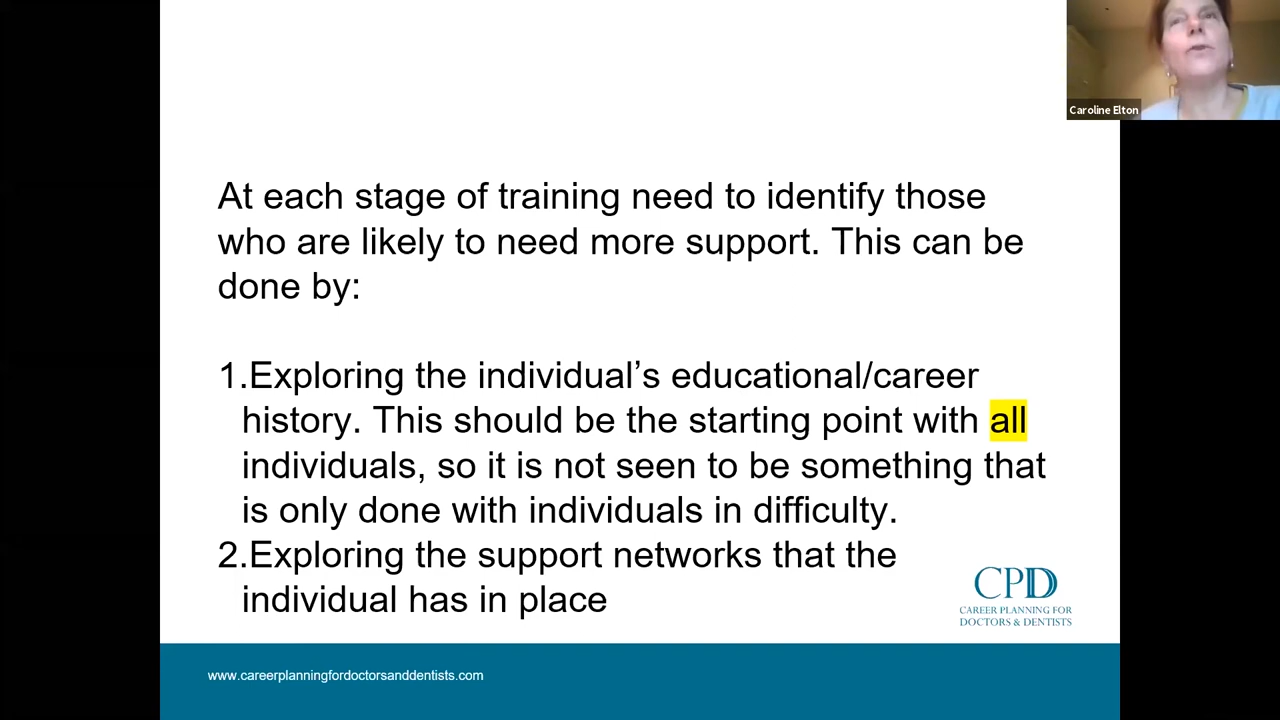 Caroline Elton
At each stage of training need to identify those
who are likely to need more support. This can be
done by:
1.Exploring the individual’s educational/career
history. This should be the starting point with all
individuals, so it is not seen to be something that
is only done with individuals in difficulty.
2.Exploring the support networks that the
individual has in place
CPD
CAREER PLANNING FOR
DOCTORS & DENTISTS
www.careerplanningfordoctorsanddentists.com